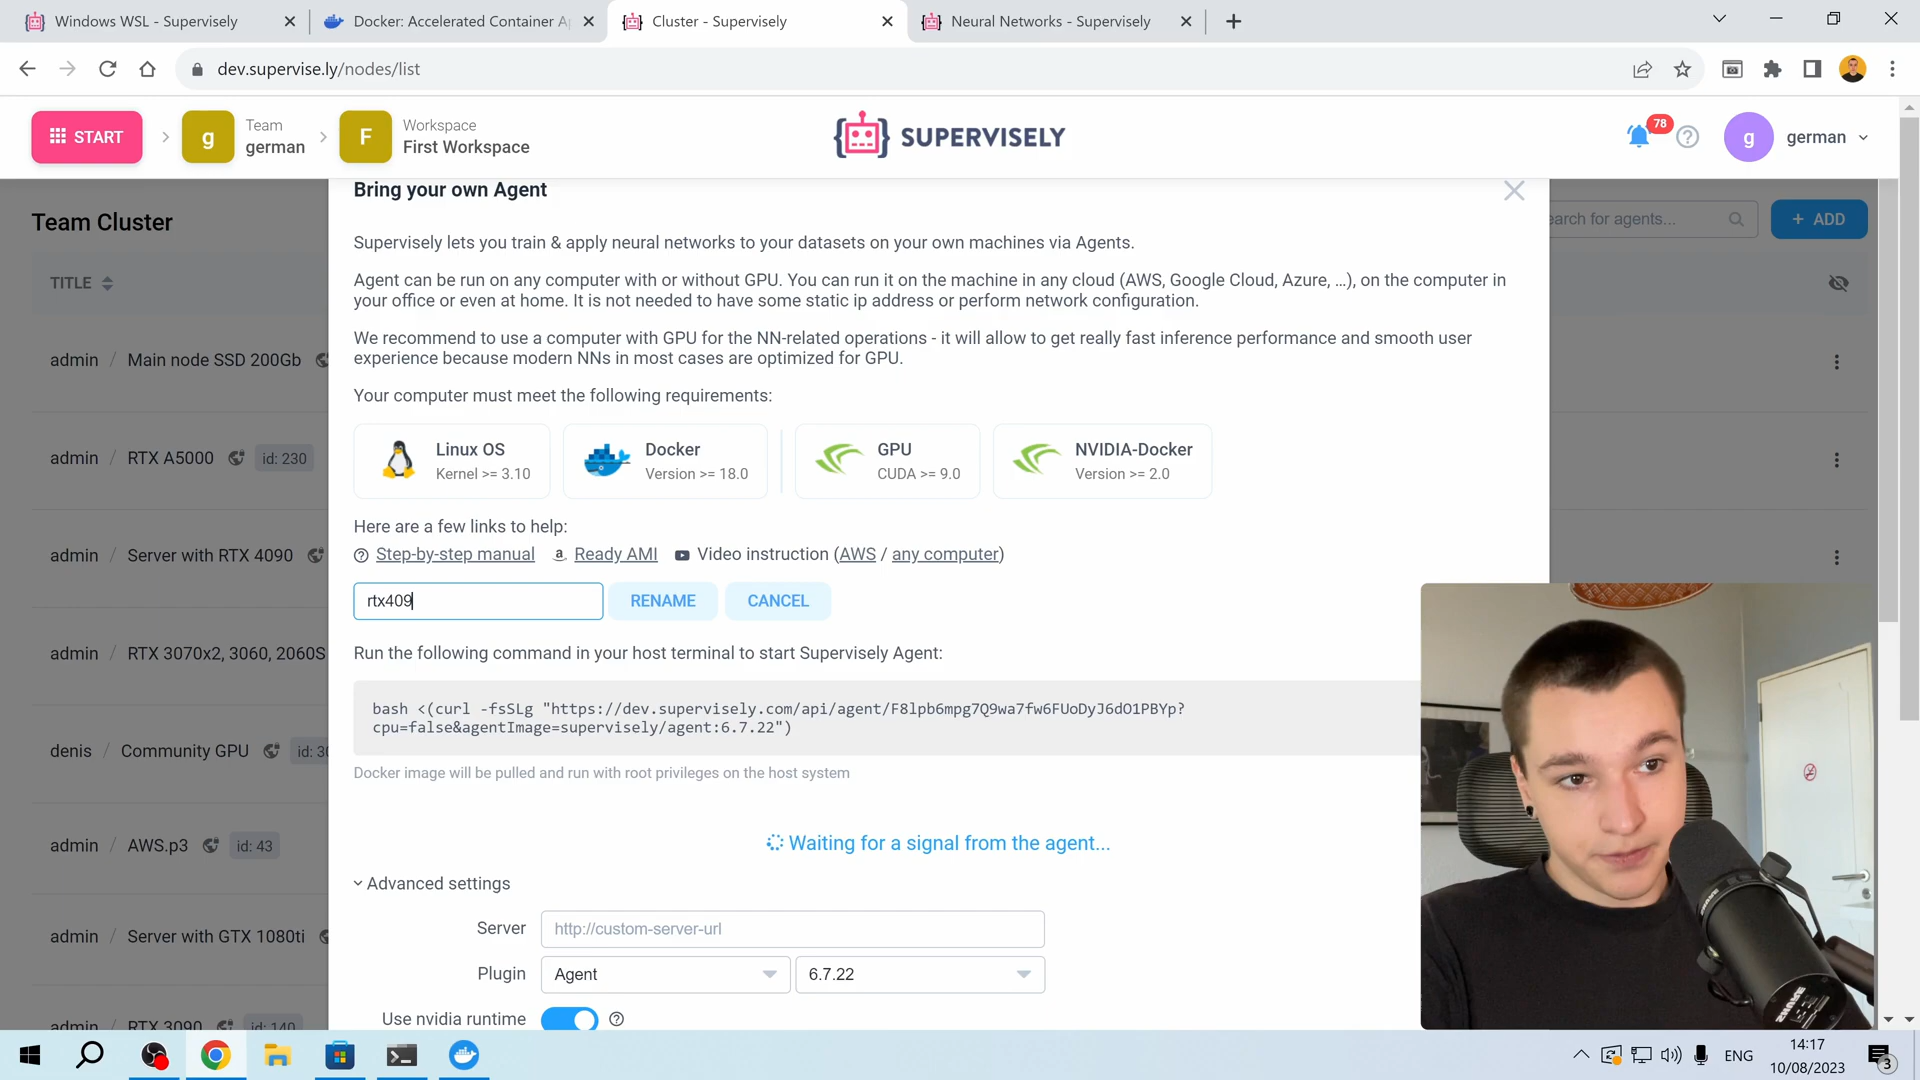 Windows WSL - Supervisely
Docker: Accelerated Container A
Cluster - Supervisely
Neural Networks - Supervisely
dev.supervise.ly/nodes/list
START
g
Team
german
F
Workspace
First Workspace
SUPERVISELY
78
g
german
Team Cluster
earch for agents...
+ ADD
TITLE
admin / Main node SSD 200Gb
admin / RTX A5000 id: 230
admin / Server with RTX 4090
admin / RTX 3070x2, 3060, 2060S
denis / Community GPU id: 30
admin / AWS.p3 id: 43
admin / Server with GTX 1080ti
admin / RTX 3090 id: 140
Bring your own Agent
Supervisely lets you train & apply neural networks to your datasets on your own machines via Agents.
Agent can be run on any computer with or without GPU. You can run it on the machine in any cloud (AWS, Google Cloud, Azure, ...), on the computer in
your office or even at home. It is not needed to have some static ip address or perform network configuration.
We recommend to use a computer with GPU for the NN-related operations - it will allow to get really fast inference performance and smooth user
experience because modern NNs in most cases are optimized for GPU.
Your computer must meet the following requirements:
Linux OS
Kernel >= 3.10
Docker
Version >= 18.0
GPU
CUDA >= 9.0
NVIDIA-Docker
Version >= 2.0
Here are a few links to help:
Step-by-step manual a Ready AMI Video instruction (AWS / any computer)
rtx409
RENAME
CANCEL
Run the following command in your host terminal to start Supervisely Agent:
bash <(curl -fsSLg "https://dev.supervisely.com/api/agent/F8lpb6mpg7Q9wa7fw6FUoDyJ6dO1PBYp?
cpu=false&agentImage=supervisely/agent:6.7.22")
Docker image will be pulled and run with root privileges on the host system
Waiting for a signal from the agent...
Advanced settings
Server
http://custom-server-url
Plugin
Agent
6.7.22
Use nvidia runtime
SHURE
ENG
14:17
10/08/2023
3